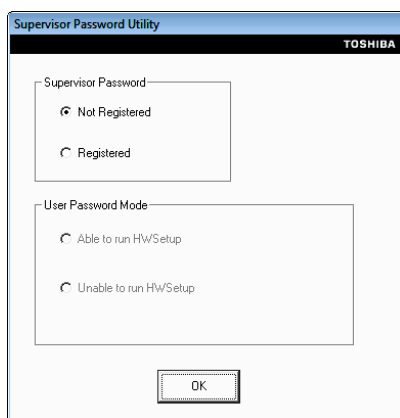 Supervisor Password Utility
TOSHIBA
Supervisor Password
Not Registered
Registered
User Password Mode
Able to run HWSetup
Unable to run HWSetup
OK